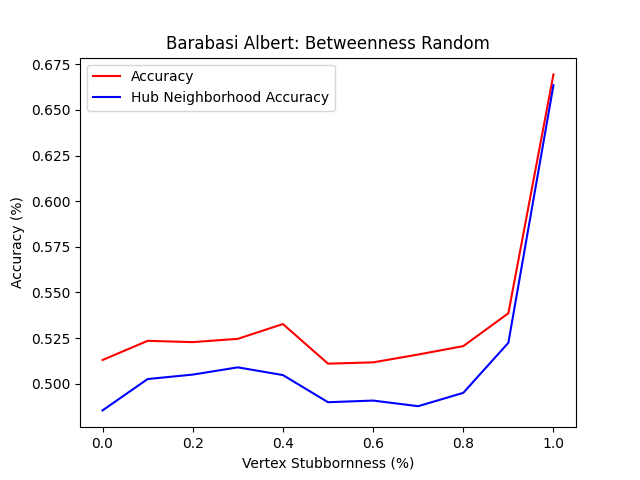 Barabasi Albert: Betweenness Random
Accuracy
Hub Neighborhood Accuracy
0.675
0.650
0.625
0.600
0.575
0.550
0.525
0.500
Accuracy (%)
0.0 0.2 0.4 0.6 0.8 1.0
Vertex Stubbornness (%)